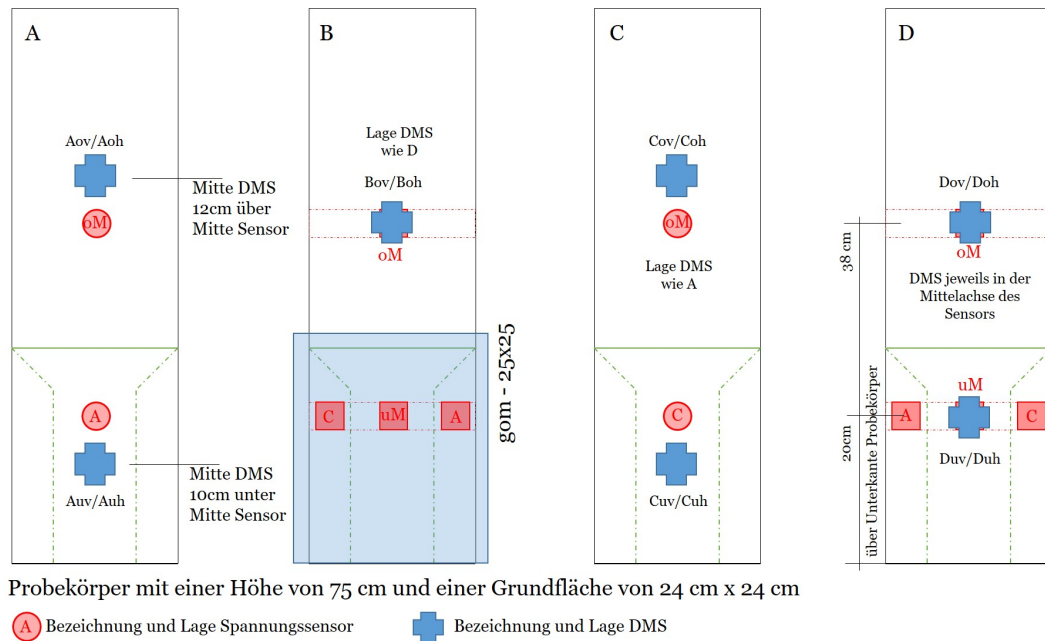 A
B
C
D
Aov/Aoh
Mitte DMS
12cm über
Mitte Sensor
oM
Lage DMS
wie D
Bov/Boh
oM
Cov/Coh
oM
Lage DMS
wie A
Dov/Doh
oM
DMS jeweils in der
Mittelachse des
Sensors
38 cm
20cm
über Unterkante Probekörper
A
Auv/Auh
Mitte DMS
10cm unter
Mitte Sensor
C
uM
A
gom - 25x25
C
Cuv/Cuh
uM
A
C
Duv/Duh
Probekörper mit einer Höhe von 75 cm und einer Grundfläche von 24 cm x 24 cm
A Bezeichnung und Lage Spannungssensor
Bezeichnung und Lage DMS